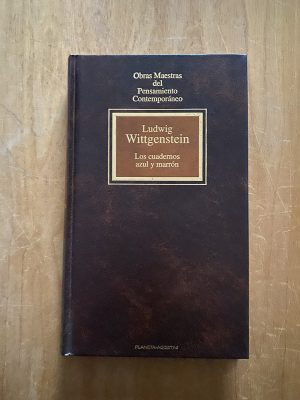 Obras Maestras
del
Pensamiento
Contemporáneo
Ludwig
Wittgenstein
Los cuadernos
azul y marrón
PLANETA-AGOSTINI